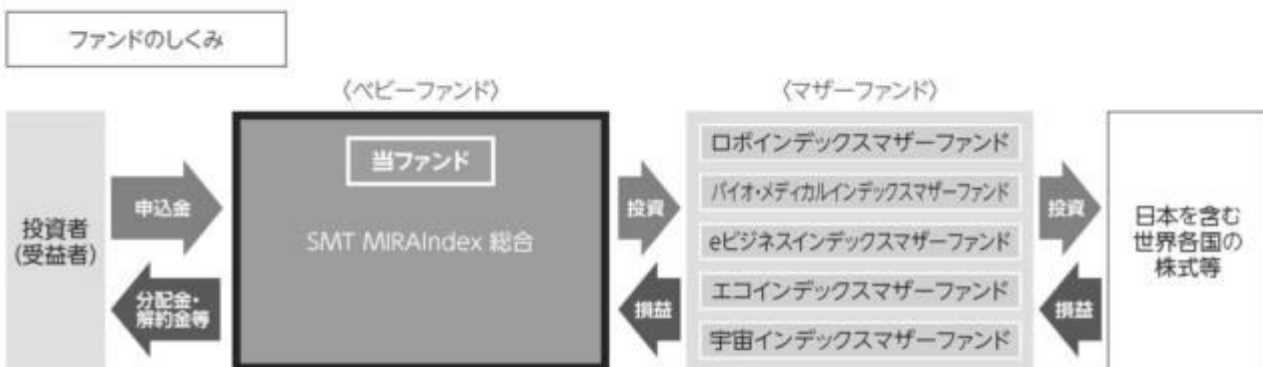 ファンドのしくみ
〈ベビーファンド〉
〈マザーファンド〉
投資者
(受益者)
申込金
分配金・
解約金等
当ファンド
SMT MIRAIndex 総合
投資
損益
ロボインデックスマザーファンド
バイオ・メディカルインデックスマザーファンド
eビジネスインデックスマザーファンド
エコインデックスマザーファンド
宇宙インデックスマザーファンド
投資
損益
日本を含む
世界各国の
株式等